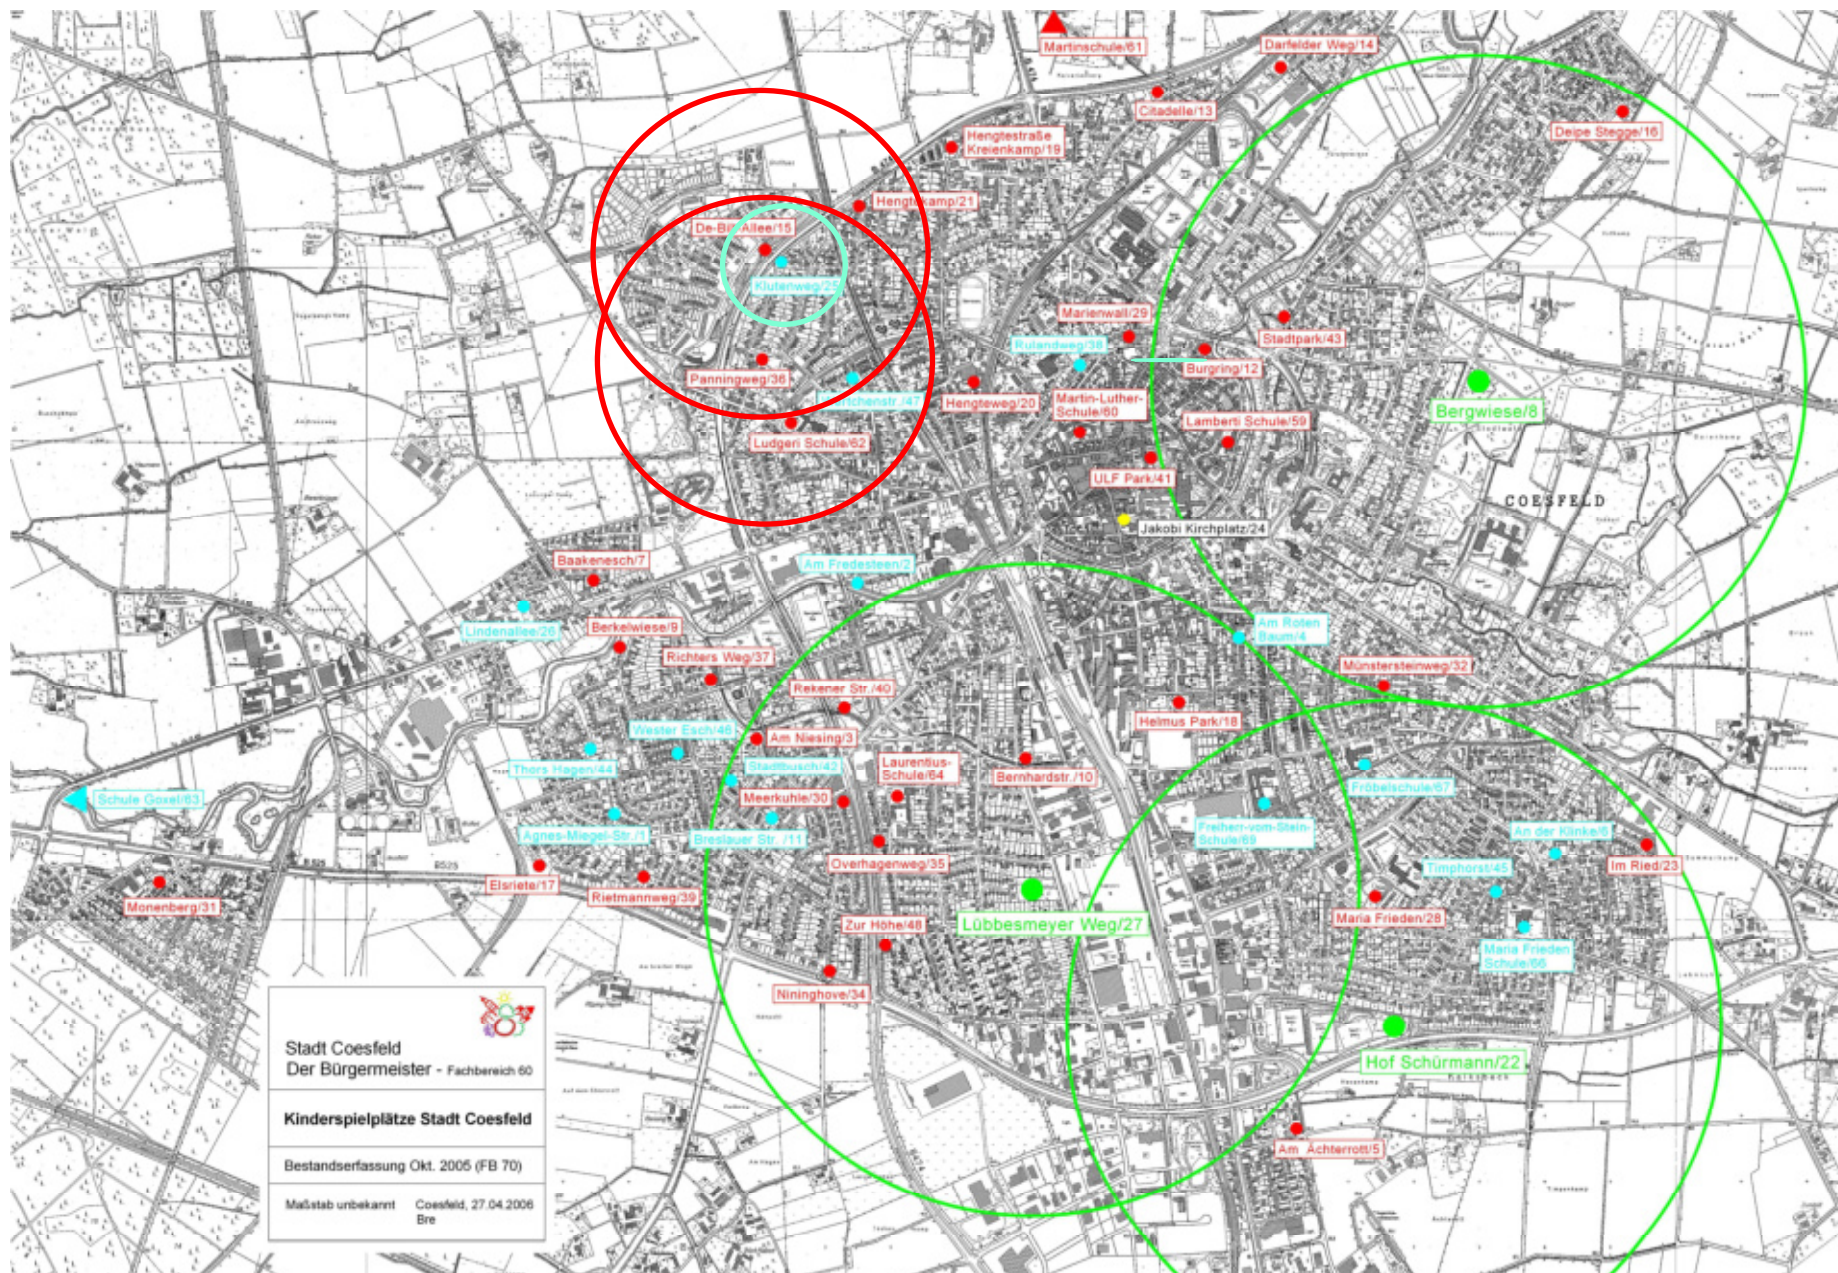 Martinschule/61
Darfelder Weg/14
Citadelle/13
Deipe Stegge/16
Hengtestraße
Kreienkamp/19
Hengtekamp/21
De-Bilt-Allee/15
Klutenweg/25
Marienwall/29
Stadtpark/43
Rulandweg/38
Burgring/12
Panningweg/36
Hengteweg/20
Martin-Luther-
Schule/60
Bergwiese/8
Lamberti Schule/59
Ludgeri Schule/62
ULF Park/41
COESFELD
Jakobi Kirchplatz/24
Baakenesch/7
Am Fredesteen/2
Lindenallee/26
Berkelwiese/9
Am Roten
Baum/4
Richters Weg/37
Münstersteinweg/32
Rekener Str./40
Helmus Park/18
Wester Esch/46
Am Niesing/3
Thors Hagen/44
Stadtbusch/42
Laurentius-
Schule/64
Bernhardstr./10
Schule Goxel/63
Meerkuhle/30
Fröbelschule/67
Agnes-Miegel-Str./1
Breslauer Str./11
Freiherr-vom-Stein-
Schule/69
An der Klinke/6
Overhagenweg/35
B525
Timphorst/45
Im Ried/23
Elsriete/17
Rietmannweg/39
Monenberg/31
Maria Frieden/28
Zur Höhe/48
Lübbesmeyer Weg/27
Maria Frieden
Schule/66
Nininghove/34
Hof Schürmann/22
Am Achterrott/5
Stadt Coesfeld
Der Bürgermeister - Fachbereich 60
Kinderspielplätze Stadt Coesfeld
Bestandserfassung Okt. 2005 (FB 70)
Maßstab unbekannt Coesfeld, 27.04.2006
Bre